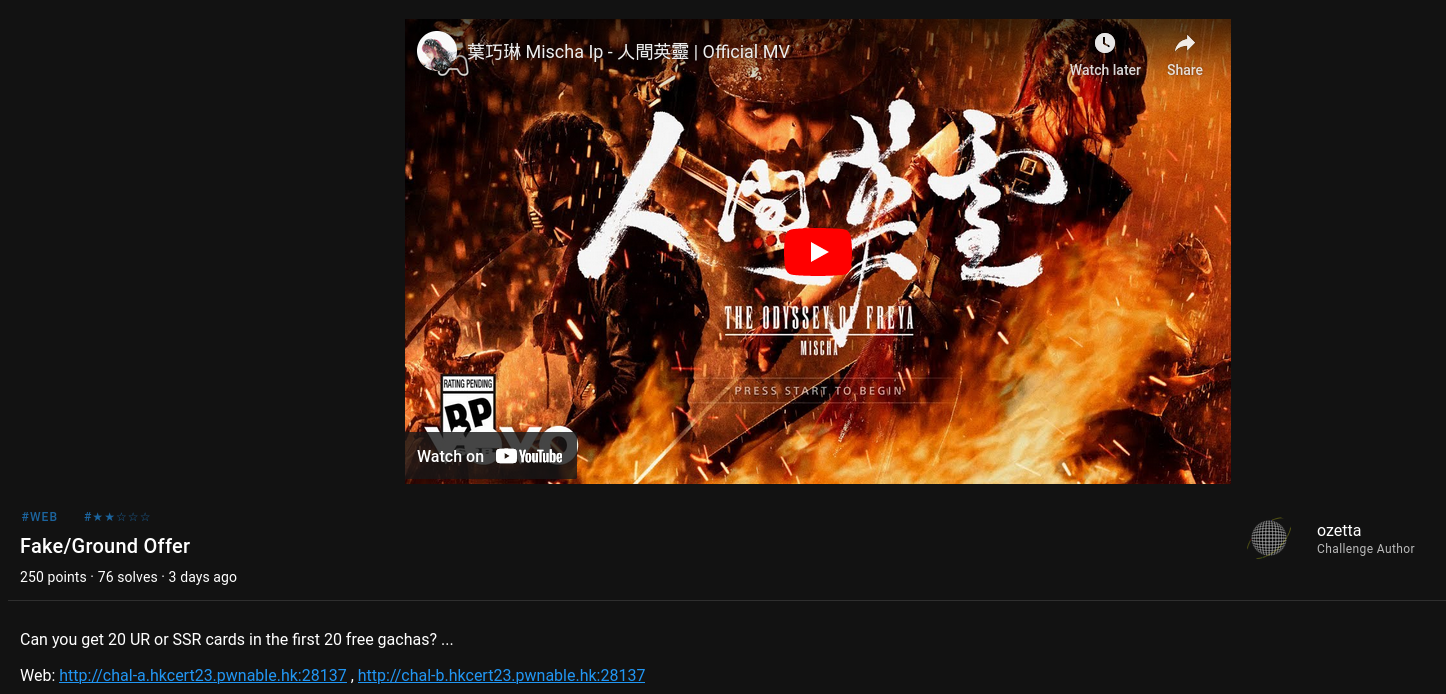 葉巧琳 Mischa Ip - 人間英靈 | Official MV
Watch later
Share
人間英靈
THE ODYSSEY OF FREYA
MISCHA
PRESS START TO BEGIN
RATING PENDING
RP
Watch on YouTube
#WEB #★★☆☆☆
Fake/Ground Offer
250 points · 76 solves · 3 days ago
ozetta
Challenge Author
Can you get 20 UR or SSR cards in the first 20 free gachas? ...
Web: http://chal-a.hkcert23.pwnable.hk:28137 , http://chal-b.hkcert23.pwnable.hk:28137